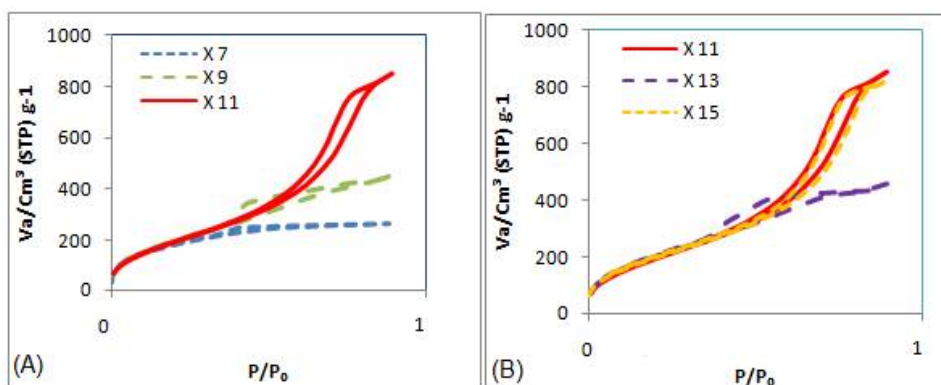 1000
800
600
400
200
0
Va/Cm³ (STP) g-1
X 7
X 9
X 11
0
1
P/P₀
(A)
1000
800
600
400
200
0
Va/Cm³ (STP) g-1
X 11
X 13
X 15
0
1
P/P₀
(B)